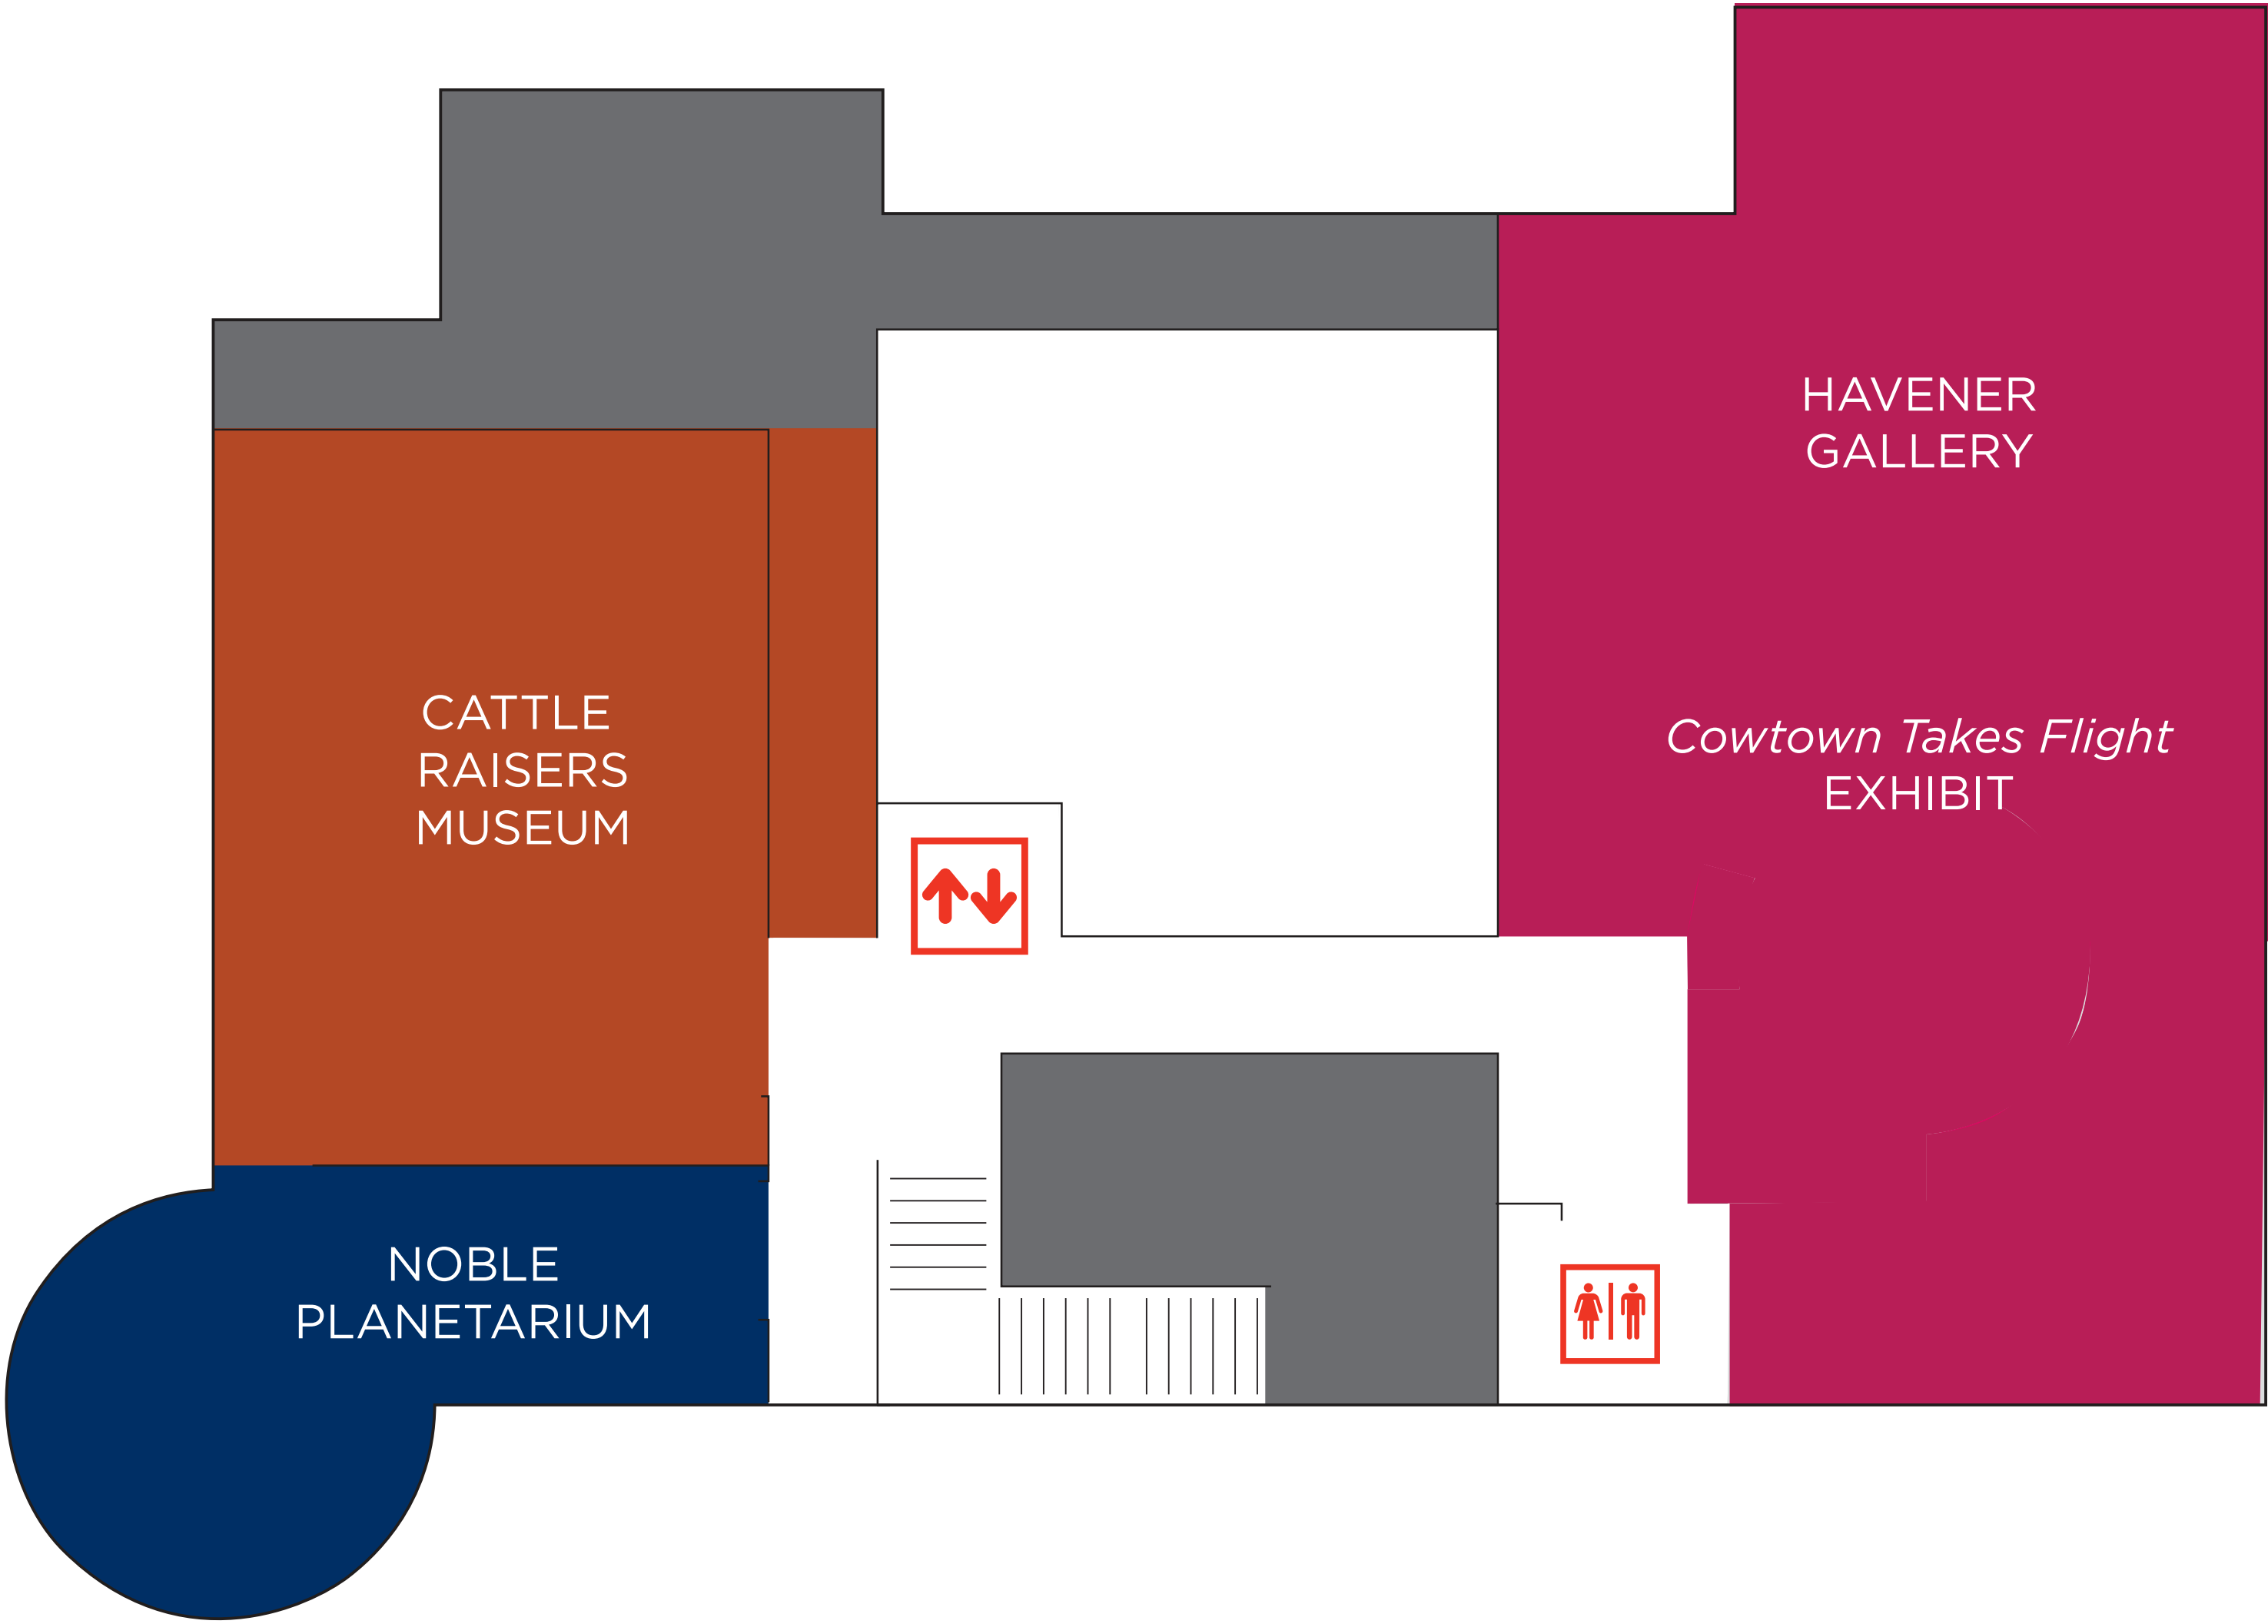 HAVENER
GALLERY
Cowtown Takes Flight
EXHIBIT
CATTLE
RAISERS
MUSEUM
NOBLE
PLANETARIUM